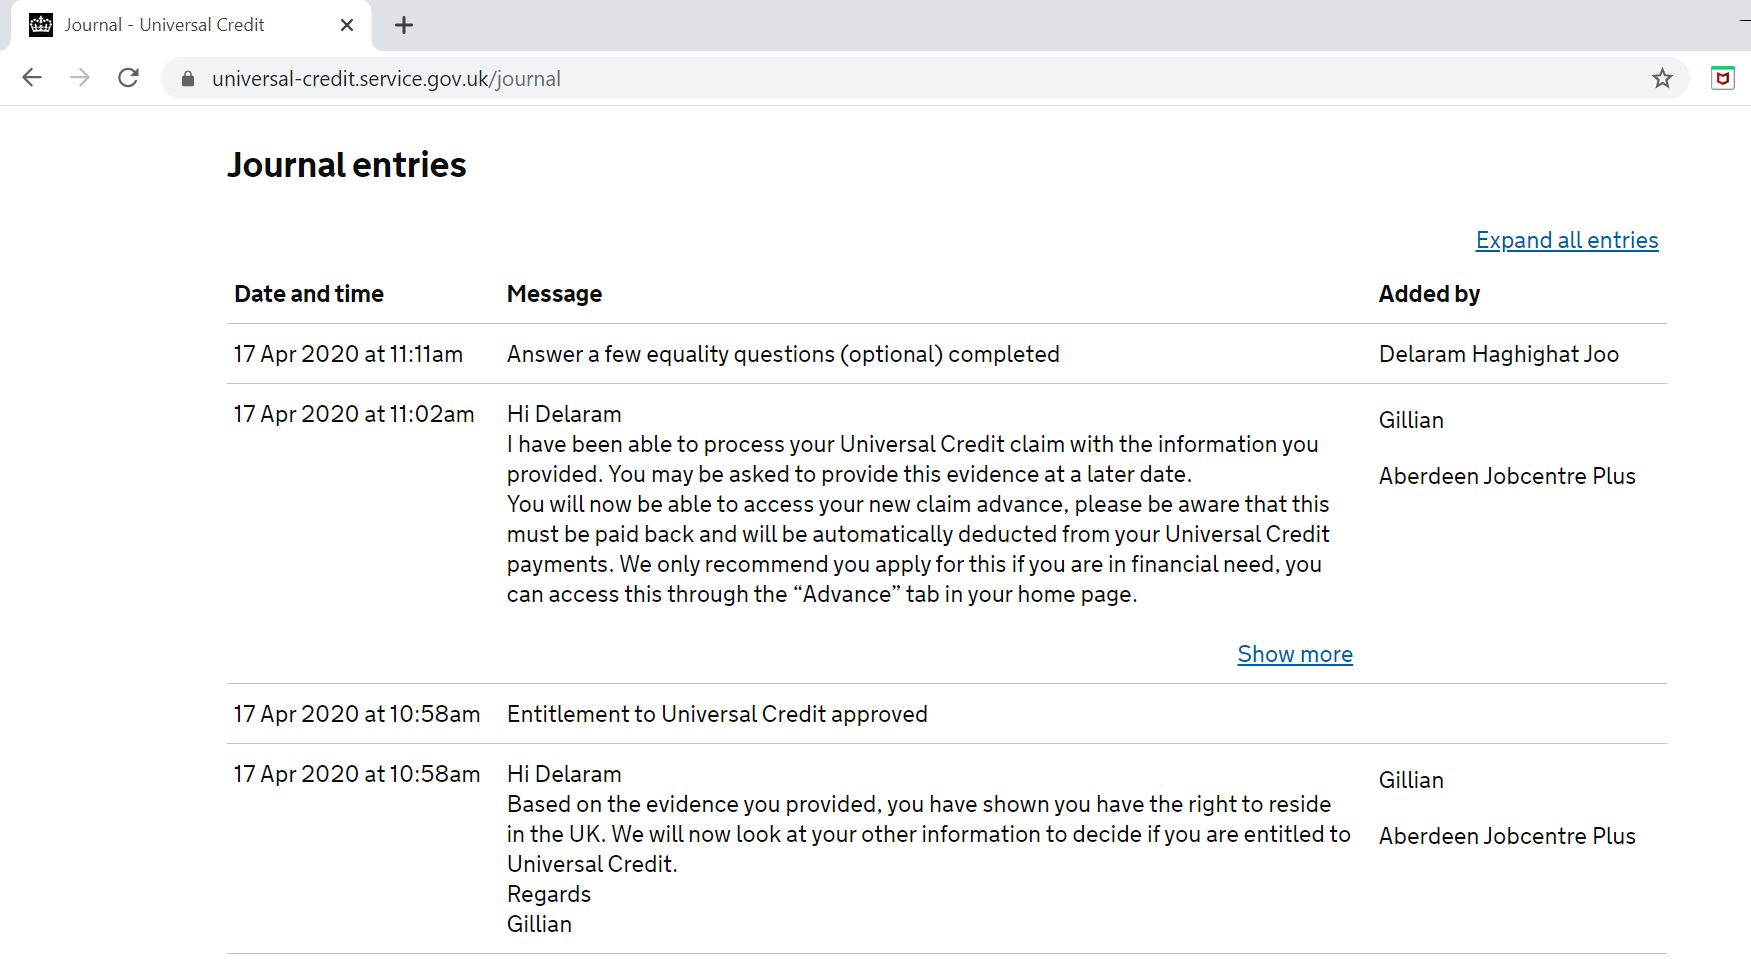 Journal - Universal Credit
universal-credit.service.gov.uk/journal
Journal entries
Expand all entries
Date and time Message Added by
17 Apr 2020 at 11:11am Answer a few equality questions (optional) completed Delaram Haghighat Joo
17 Apr 2020 at 11:02am Hi Delaram
Gillian
I have been able to process your Universal Credit claim with the information you
provided. You may be asked to provide this evidence at a later date.
Aberdeen Jobcentre Plus
You will now be able to access your new claim advance, please be aware that this
must be paid back and will be automatically deducted from your Universal Credit
payments. We only recommend you apply for this if you are in financial need, you
can access this through the “Advance” tab in your home page.
Show more
17 Apr 2020 at 10:58am Entitlement to Universal Credit approved
17 Apr 2020 at 10:58am Hi Delaram
Gillian
Based on the evidence you provided, you have shown you have the right to reside
in the UK. We will now look at your other information to decide if you are entitled to
Aberdeen Jobcentre Plus
Universal Credit.
Regards
Gillian